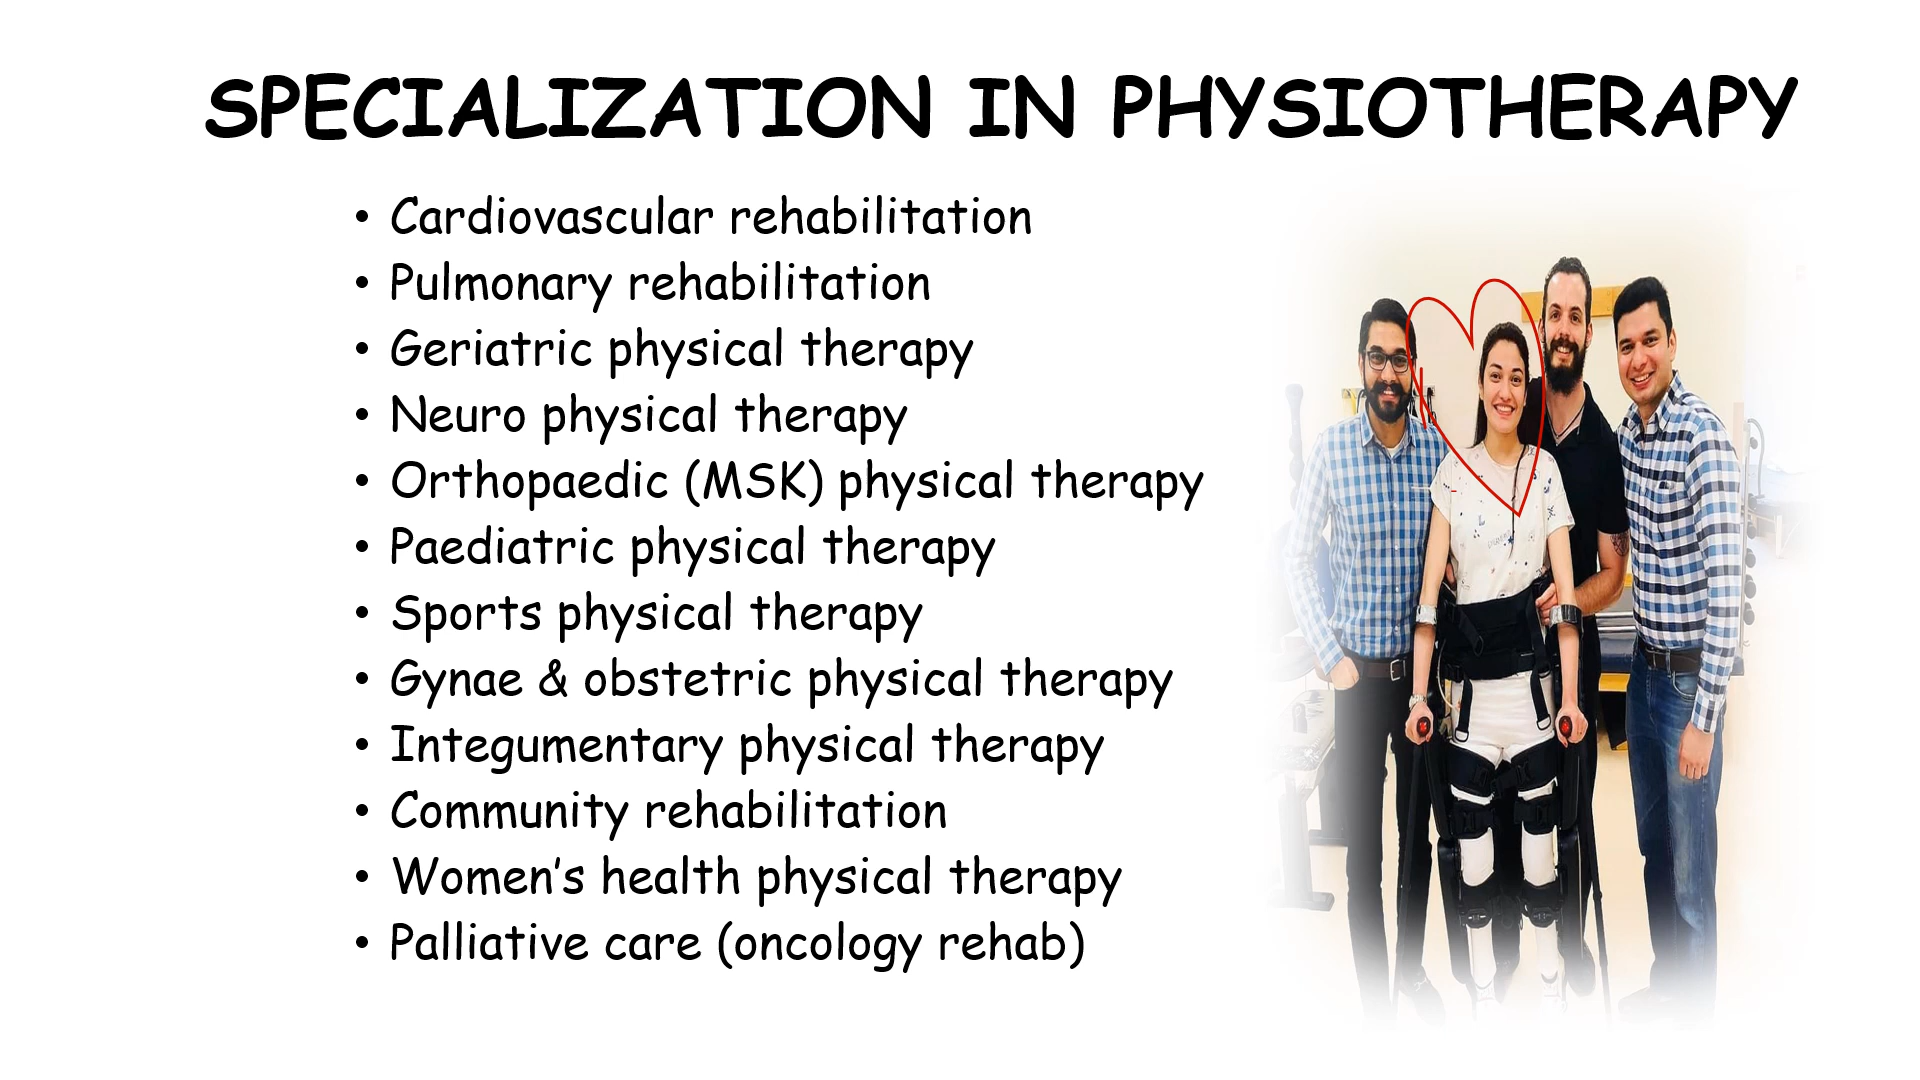 SPECIALIZATION IN PHYSIOTHERAPY
• Cardiovascular rehabilitation
• Pulmonary rehabilitation
• Geriatric physical therapy
• Neuro physical therapy
• Orthopaedic (MSK) physical therapy
• Paediatric physical therapy
• Sports physical therapy
• Gynae & obstetric physical therapy
• Integumentary physical therapy
• Community rehabilitation
• Women’s health physical therapy
• Palliative care (oncology rehab)